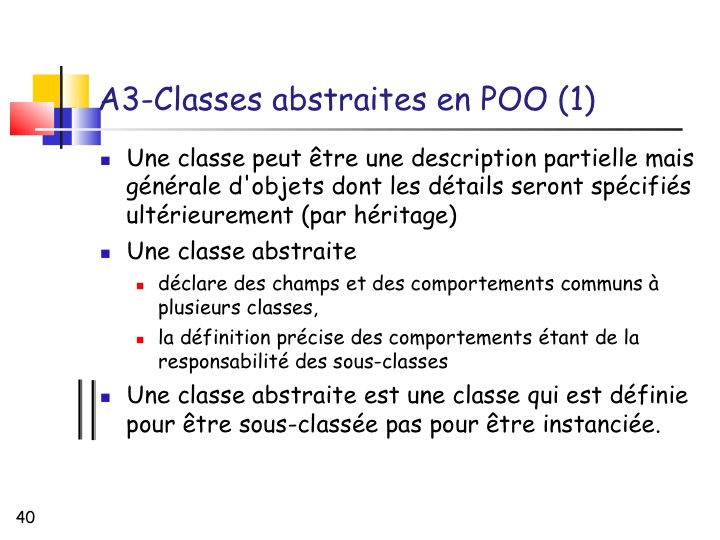 A3-Classes abstraites en POO (1)
Une classe peut être une description partielle mais
générale d'objets dont les détails seront spécifiés
ultérieurement (par héritage)
Une classe abstraite
déclare des champs et des comportements communs à
plusieurs classes,
la définition précise des comportements étant de la
responsabilité des sous-classes
Une classe abstraite est une classe qui est définie
pour être sous-classée pas pour être instanciée.
40